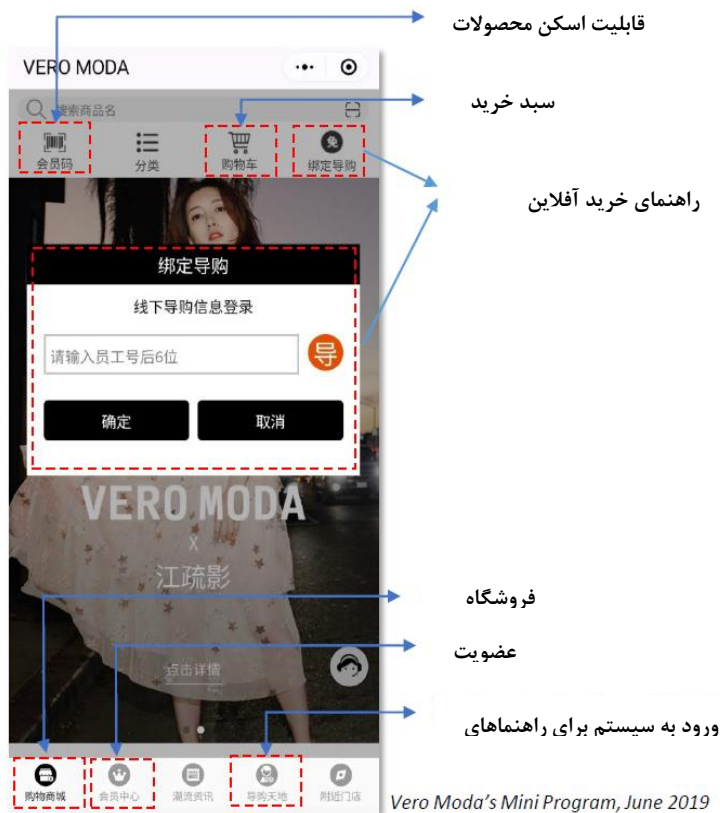 قابلیت اسکن محصولات
VERO MODA
搜索商品名
سبد خرید
会员码
分类
购物车
绑定导购
راهنمای خرید آفلاین
绑定导购
线下导购信息登录
请输入员工号后6位
导
确定
取消
VERO MODA
X
江疏影
فروشگاه
عضویت
点击详情
ورود به سیستم برای راهنماهای
购物商城
会员中心
潮流资讯
导购天地
附近门店
Vero Moda's Mini Program, June 2019